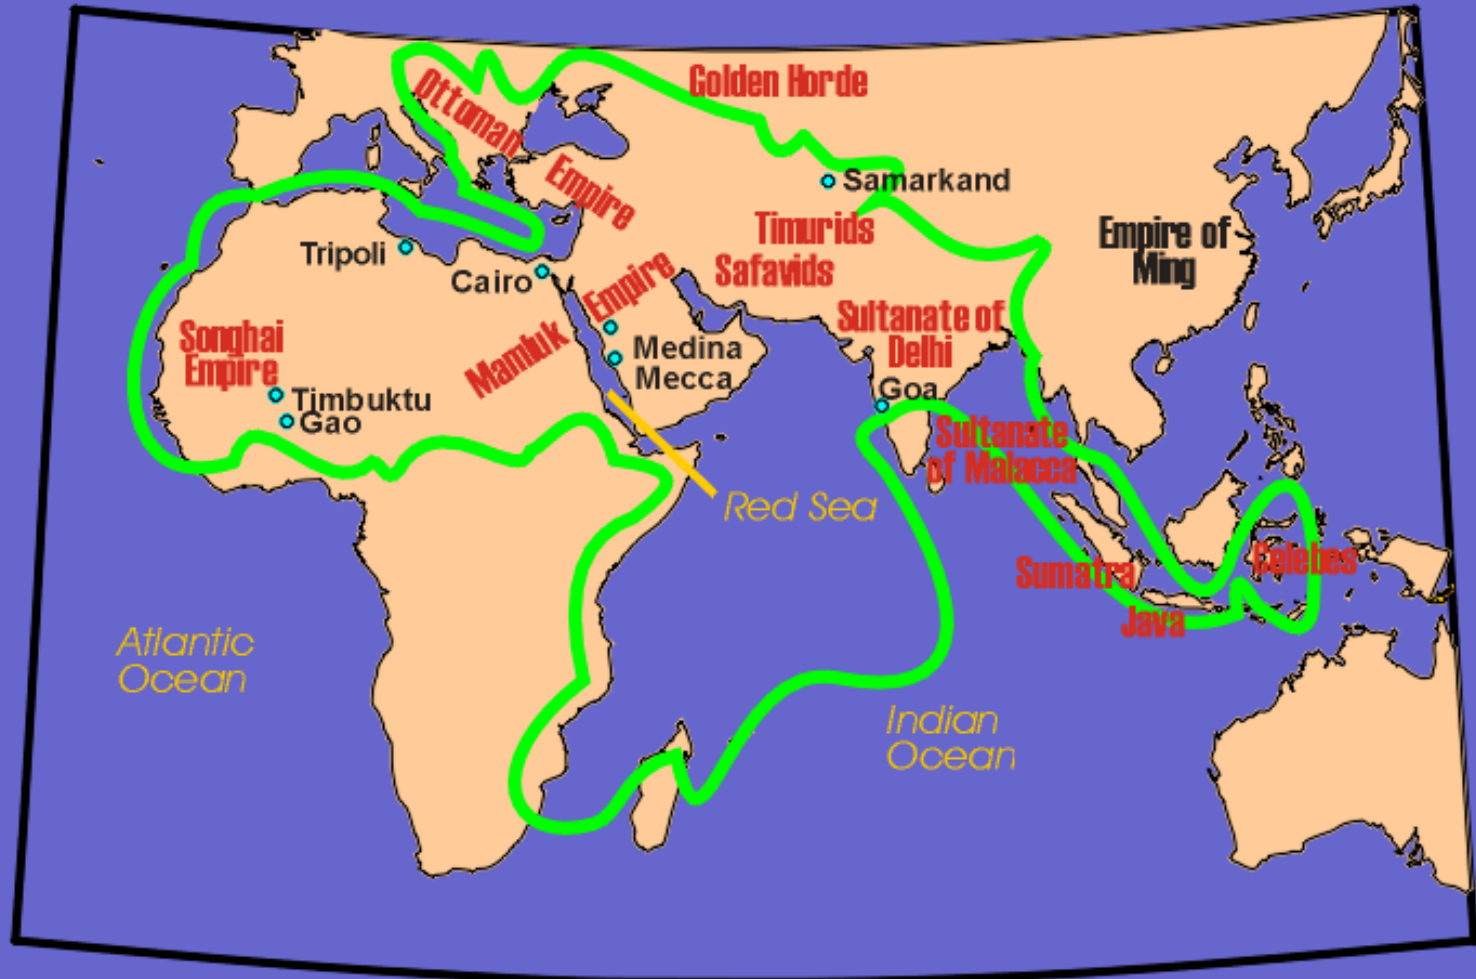 Golden Horde
Ottoman
Empire
Samarkand
Timurids
Safavids
Empire of
Ming
Tripoli
Cairo
Mamluk
Empire
Sultanate of
Delhi
Songhai
Empire
Medina
Mecca
Timbuktu
Gao
Goa
Sultanate
of Malacca
Red Sea
Sumatra
Celebes
Java
Atlantic
Ocean
Indian
Ocean